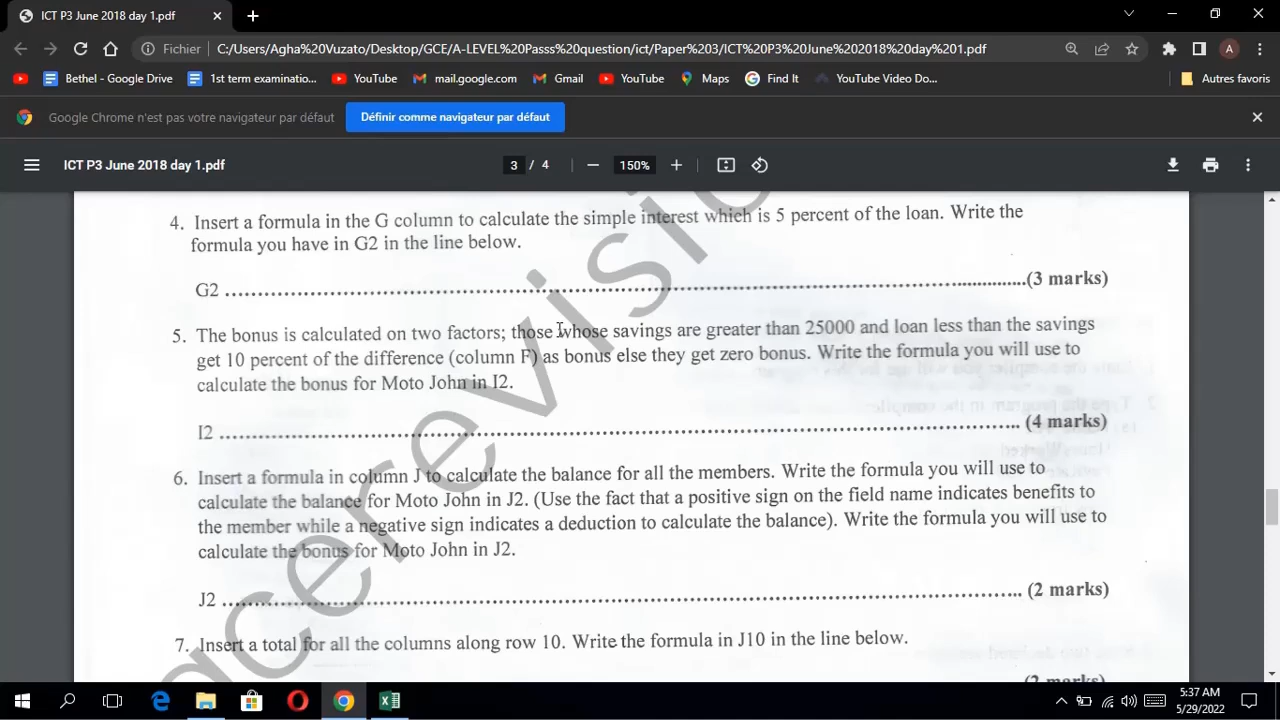 ICT P3 June 2018 day 1.pdf
Fichier
C:/Users/Agha%20Vuzato/Desktop/GCE/A-LEVEL%20Passs%20question/ict/Paper%203/ICT%20P3%20June%202018%20day%201.pdf
A
Bethel - Google Drive
1st term examinatio...
YouTube
mail.google.com
Gmail
YouTube
Maps
Find It
YouTube Video Do...
Autres favoris
Google Chrome n'est pas votre navigateur par défaut
Définir comme navigateur par défaut
ICT P3 June 2018 day 1.pdf
3 / 4
150%
4. Insert a formula in the G column to calculate the simple interest which is 5 percent of the loan. Write the
formula you have in G2 in the line below.
G2 ..........(3 marks)
5. The bonus is calculated on two factors; those whose savings are greater than 25000 and loan less than the savings
get 10 percent of the difference (column F) as bonus else they get zero bonus. Write the formula you will use to
calculate the bonus for Moto John in I2.
I2 .......... (4 marks)
6. Insert a formula in column J to calculate the balance for all the members. Write the formula you will use to
calculate the balance for Moto John in J2. (Use the fact that a positive sign on the field name indicates benefits to
the member while a negative sign indicates a deduction to calculate the balance). Write the formula you will use to
calculate the bonus for Moto John in J2.
J2 .......... (2 marks)
7. Insert a total for all the columns along row 10. Write the formula in J10 in the line below.
(2 marks)
acerevisio
5:37 AM
5/29/2022